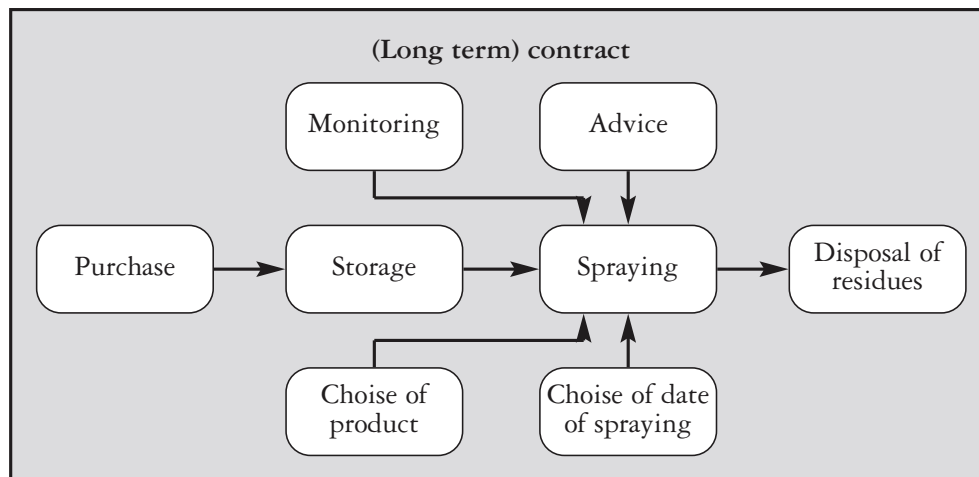 (Long term) contract
Monitoring
Advice
Purchase
Storage
Spraying
Disposal of
residues
Choise of
product
Choise of date
of spraying